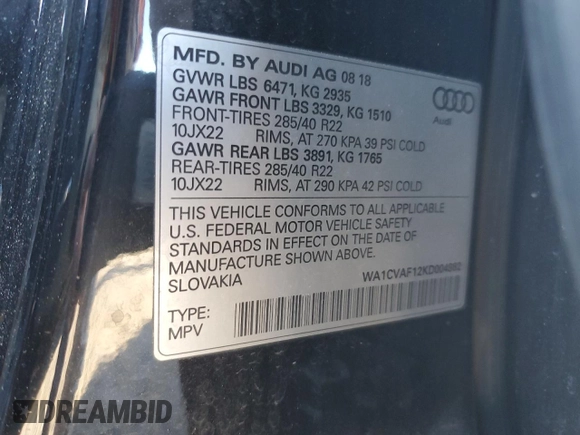 MFD. BY AUDI AG 08 18
GVWR LBS 6471, KG 2935
GAWR FRONT LBS 3329, KG 1510
FRONT-TIRES 285/40 R22
10JX22 RIMS, AT 270 KPA 39 PSI COLD
GAWR REAR LBS 3891, KG 1765
REAR-TIRES 285/40 R22
10JX22 RIMS, AT 290 KPA 42 PSI COLD
Audi
THIS VEHICLE CONFORMS TO ALL APPLICABLE
U.S. FEDERAL MOTOR VEHICLE SAFETY
STANDARDS IN EFFECT ON THE DATE OF
MANUFACTURE SHOWN ABOVE.
SLOVAKIA
TYPE:
MPV
DREAMBID